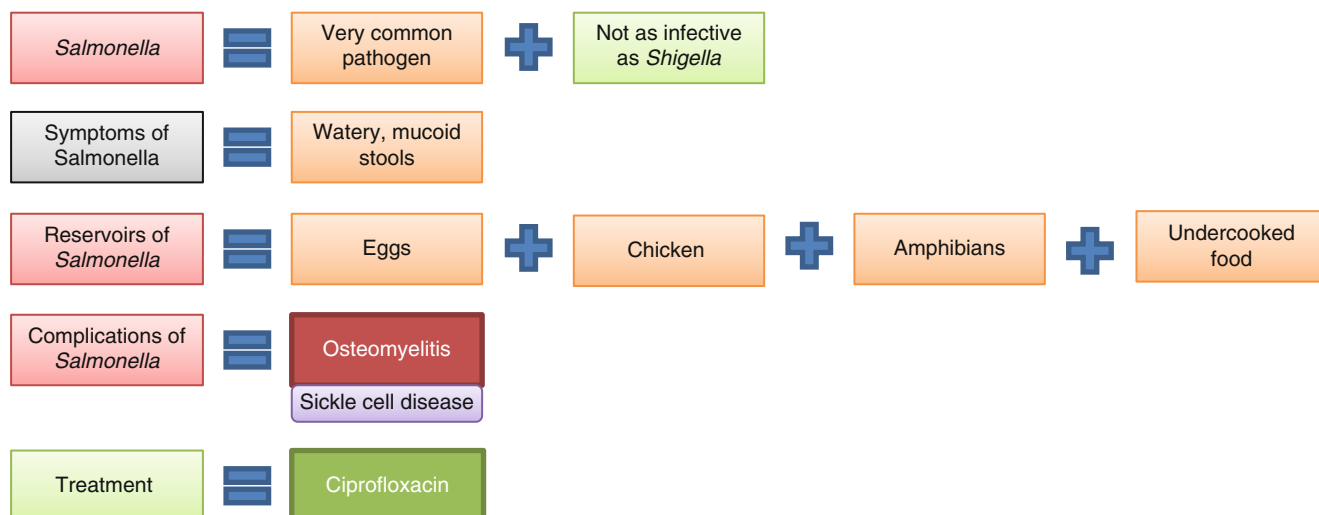 Salmonella
Very common
pathogen
Not as infective
as Shigella
Symptoms of
Salmonella
Watery, mucoid
stools
Reservoirs of
Salmonella
Eggs
Chicken
Amphibians
Undercooked
food
Complications of
Salmonella
Osteomyelitis
Sickle cell disease
Treatment
Ciprofloxacin